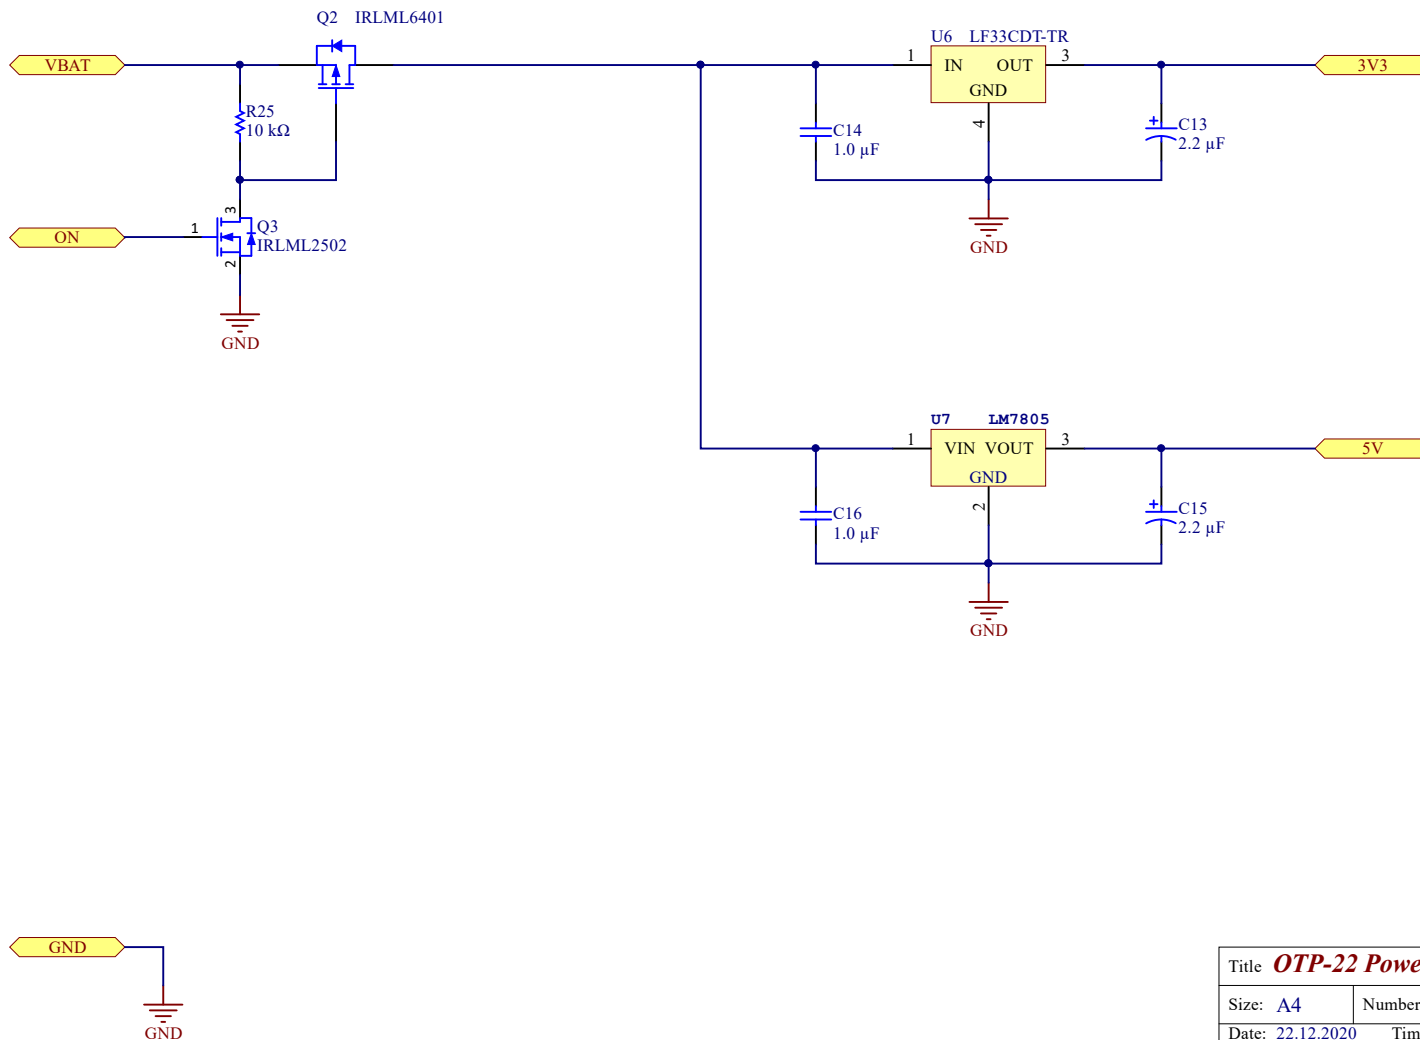 Q2 IRLML6401
VBAT
R25
10 kΩ
3
1
ON
Q3
IRLML2502
2
GND
U6 LF33CDT-TR
1
IN OUT
3
GND
4
3V3
C14
1.0 µF
C13
2.2 µF
GND
U7 LM7805
1
VIN VOUT
3
GND
2
5V
C16
1.0 µF
C15
2.2 µF
GND
GND
GND
Title OTP-22 Powe
Size: A4 Number
Date: 22.12.2020 Tim